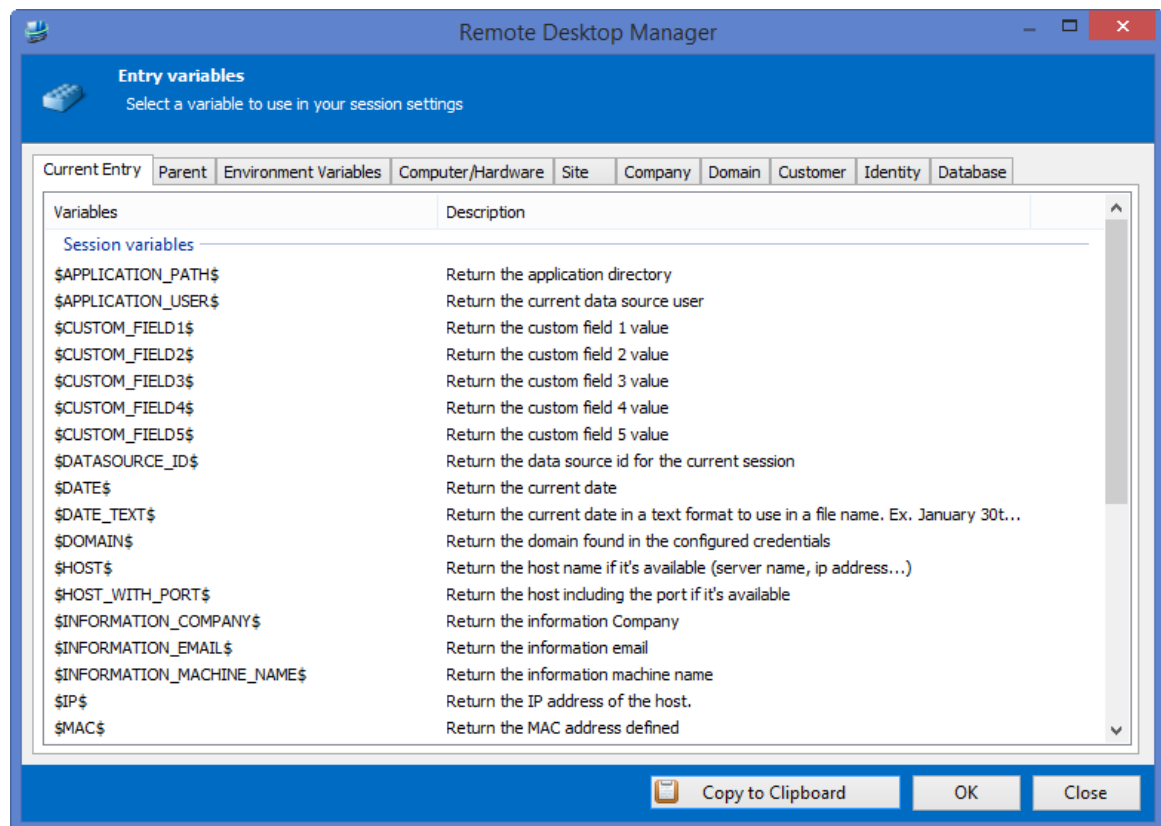 Remote Desktop Manager
Entry variables
Select a variable to use in your session settings
Current Entry Parent Environment Variables Computer/Hardware Site Company Domain Customer Identity Database
Variables Description
Session variables
$APPLICATION_PATH$ Return the application directory
$APPLICATION_USER$ Return the current data source user
$CUSTOM_FIELD1$ Return the custom field 1 value
$CUSTOM_FIELD2$ Return the custom field 2 value
$CUSTOM_FIELD3$ Return the custom field 3 value
$CUSTOM_FIELD4$ Return the custom field 4 value
$CUSTOM_FIELD5$ Return the custom field 5 value
$DATASOURCE_ID$ Return the data source id for the current session
$DATE$ Return the current date
$DATE_TEXT$ Return the current date in a text format to use in a file name. Ex. January 30t...
$DOMAIN$ Return the domain found in the configured credentials
$HOST$ Return the host name if it's available (server name, ip address...)
$HOST_WITH_PORT$ Return the host including the port if it's available
$INFORMATION_COMPANY$ Return the information Company
$INFORMATION_EMAIL$ Return the information email
$INFORMATION_MACHINE_NAME$ Return the information machine name
$IP$ Return the IP address of the host.
$MAC$ Return the MAC address defined
Copy to Clipboard OK Close